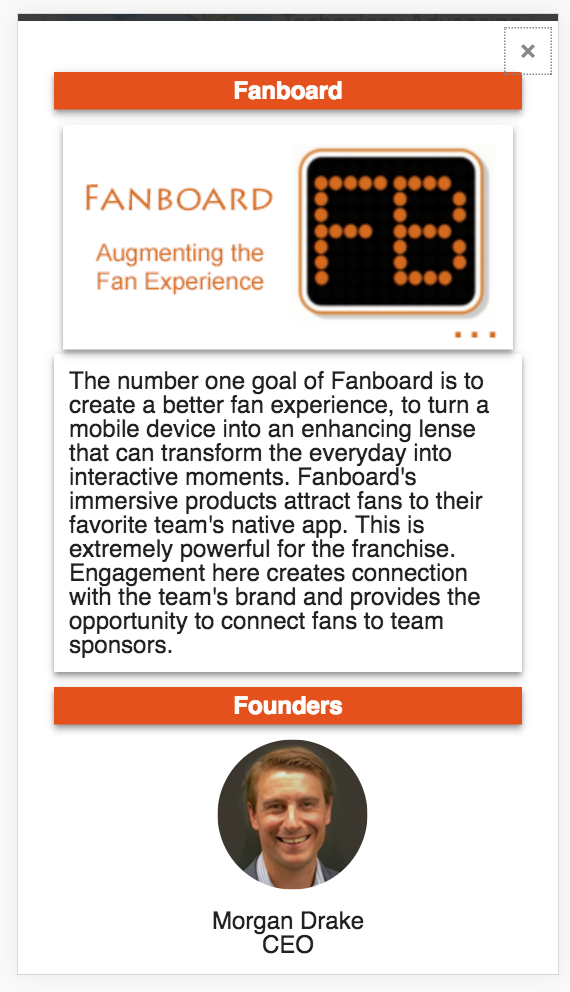 ×
Fanboard
FANBOARD
FB
Augmenting the
Fan Experience
...
The number one goal of Fanboard is to
create a better fan experience, to turn a
mobile device into an enhancing lense
that can transform the everyday into
interactive moments. Fanboard's
immersive products attract fans to their
favorite team's native app. This is
extremely powerful for the franchise.
Engagement here creates connection
with the team's brand and provides the
opportunity to connect fans to team
sponsors.
Founders
Morgan Drake
CEO